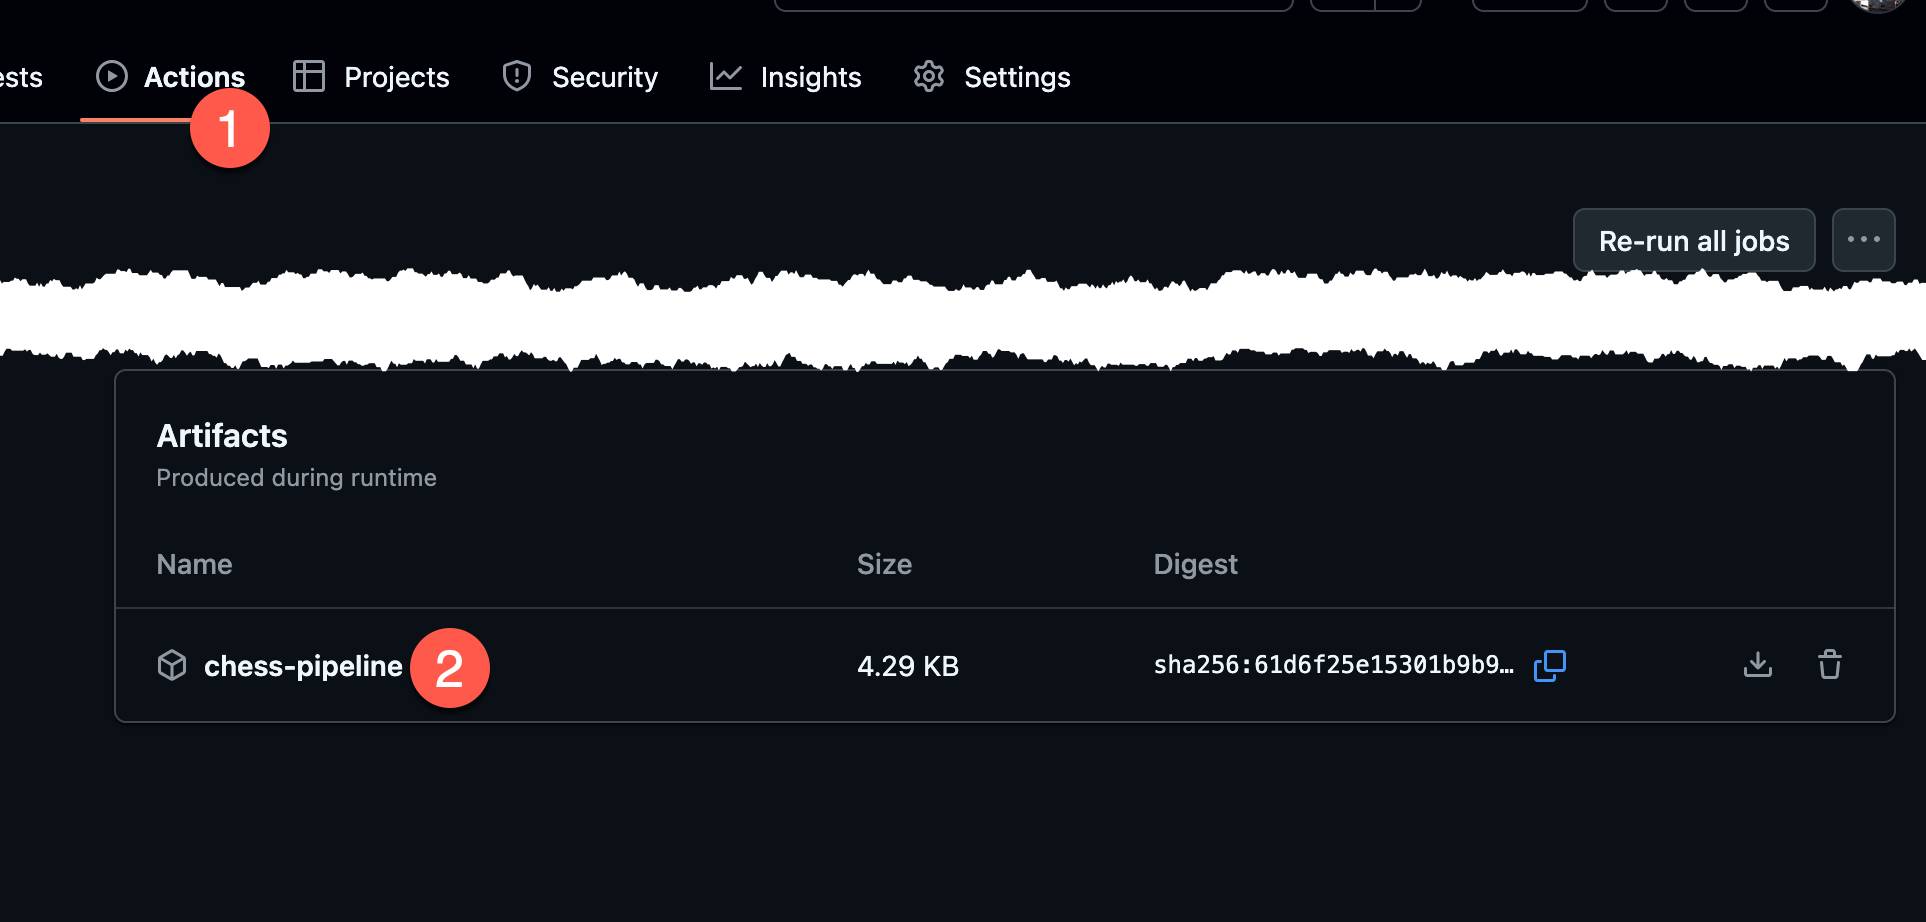 ests Actions Projects Security Insights Settings
1
Re-run all jobs
Artifacts
Produced during runtime
Name Size Digest
chess-pipeline 2 4.29 KB sha256:61d6f25e15301b9b9…